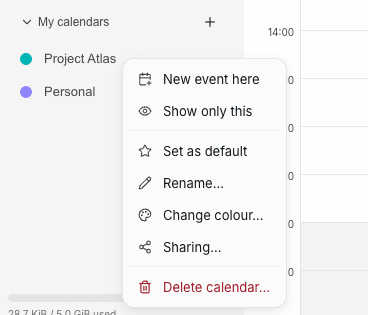 My calendars
Project Atlas
Personal
14:00
New event here
Show only this
Set as default
Rename...
Change colour...
Sharing...
Delete calendar...
28.7 KiB / 5.0 GiB used